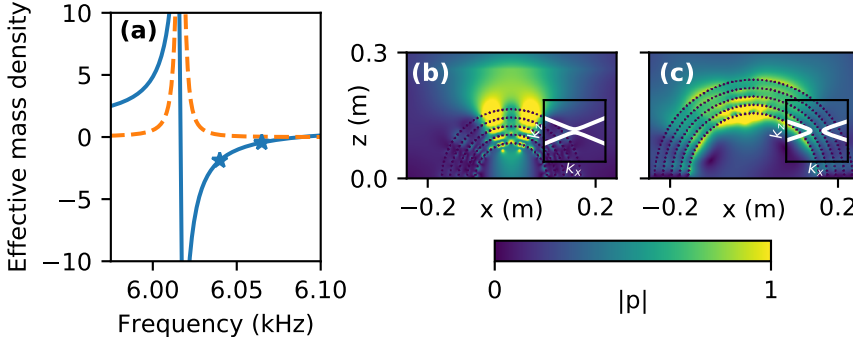 (a)
Effective mass density
10
5
0
−5
−10
6.00
6.05
6.10
Frequency (kHz)
(b)
(c)
z (m)
0.3
0.0
k_z
k_x
k_z
k_x
−0.2
x (m)
0.2
−0.2
x (m)
0.2
0
1
|p|